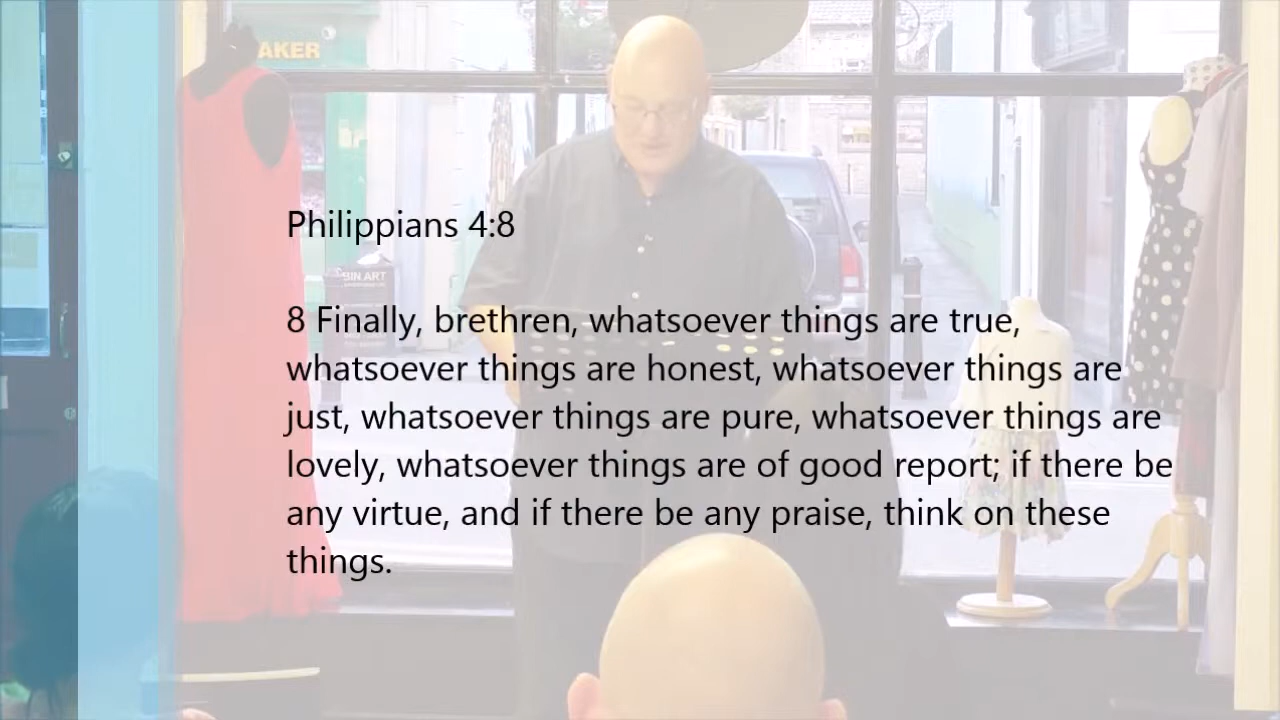 AKER
BIN ART
Philippians 4:8
8 Finally, brethren, whatsoever things are true,
whatsoever things are honest, whatsoever things are
just, whatsoever things are pure, whatsoever things are
lovely, whatsoever things are of good report; if there be
any virtue, and if there be any praise, think on these
things.